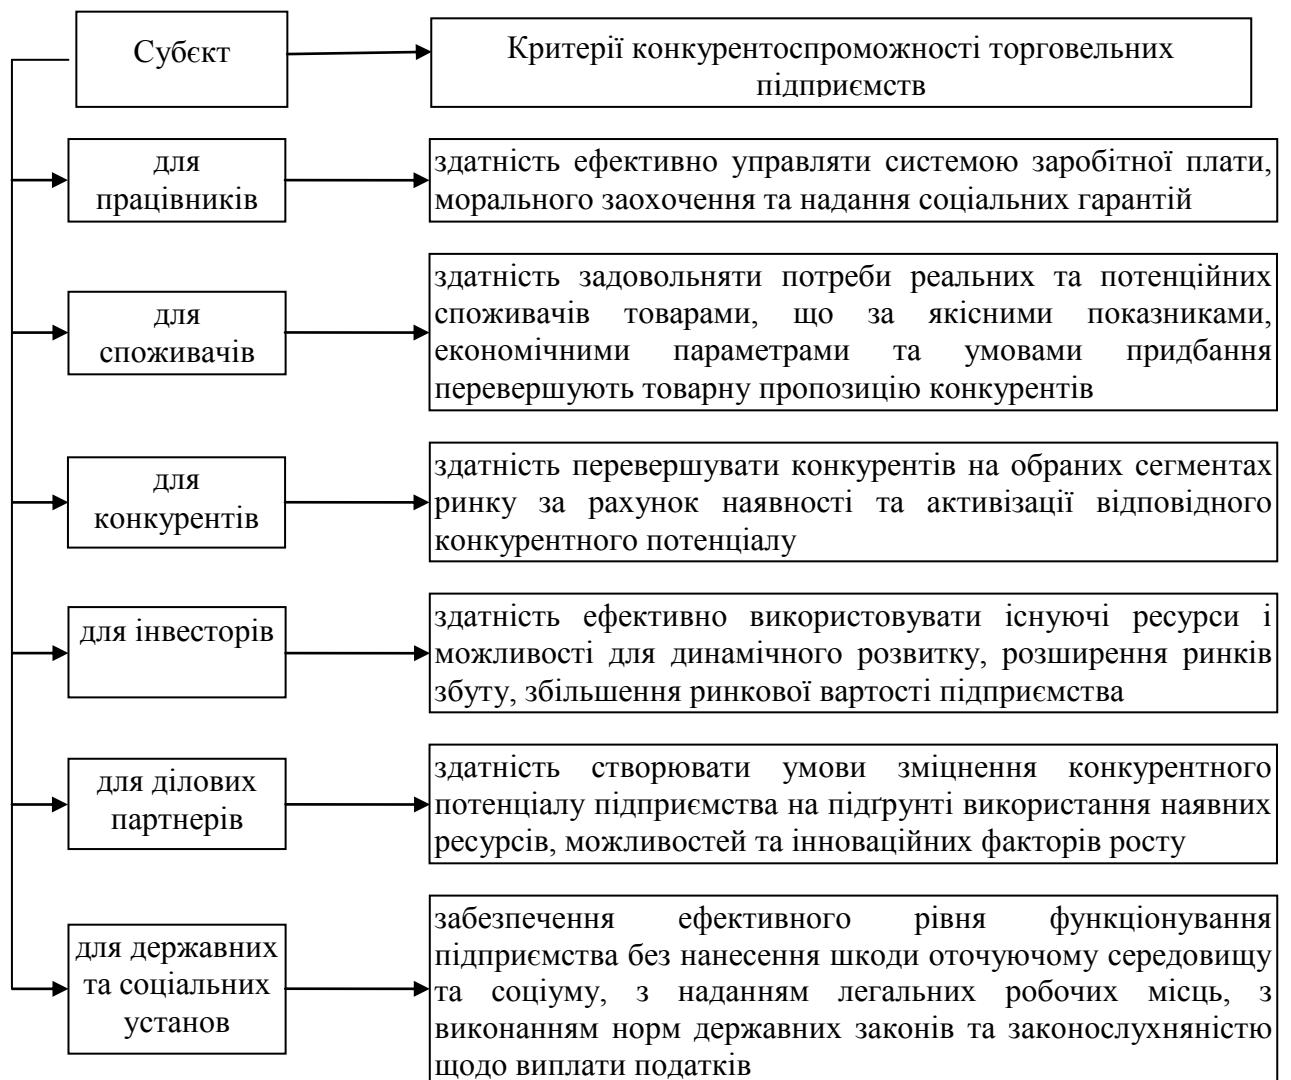 Субєкт
Критерії конкурентоспроможності торговельних
підприємств
для
працівників
здатність ефективно управляти системою заробітної плати,
морального заохочення та надання соціальних гарантій
для
споживачів
здатність задовольняти потреби реальних та потенційних
споживачів товарами, що за якісними показниками,
економічними параметрами та умовами придбання
перевершують товарну пропозицію конкурентів
для
конкурентів
здатність перевершувати конкурентів на обраних сегментах
ринку за рахунок наявності та активізації відповідного
конкурентного потенціалу
для інвесторів
здатність ефективно використовувати існуючі ресурси і
можливості для динамічного розвитку, розширення ринків
збуту, збільшення ринкової вартості підприємства
для ділових
партнерів
здатність створювати умови зміцнення конкурентного
потенціалу підприємства на підґрунті використання наявних
ресурсів, можливостей та інноваційних факторів росту
для державних
та соціальних
установ
забезпечення ефективного рівня функціонування
підприємства без нанесення шкоди оточуючому середовищу
та соціуму, з наданням легальних робочих місць, з
виконанням норм державних законів та законослухняністю
щодо виплати податків